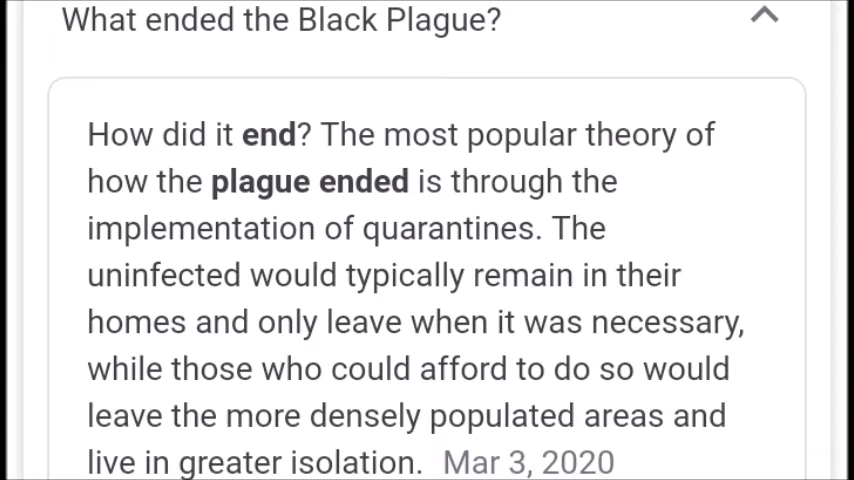 What ended the Black Plague?
How did it end? The most popular theory of
how the plague ended is through the
implementation of quarantines. The
uninfected would typically remain in their
homes and only leave when it was necessary,
while those who could afford to do so would
leave the more densely populated areas and
live in greater isolation. Mar 3, 2020